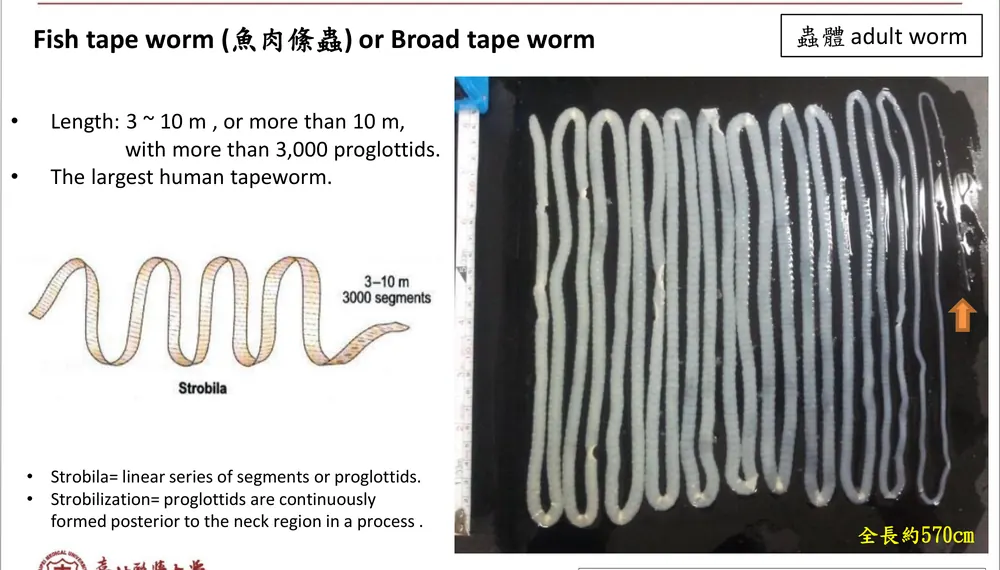 Fish tape worm (魚肉絛蟲) or Broad tape worm
蟲體 adult worm
• Length: 3 ~ 10 m , or more than 10 m,
with more than 3,000 proglottids.
• The largest human tapeworm.
3–10 m
3000 segments
Strobila
• Strobila= linear series of segments or proglottids.
• Strobilization= proglottids are continuously
formed posterior to the neck region in a process .
全長約570cm